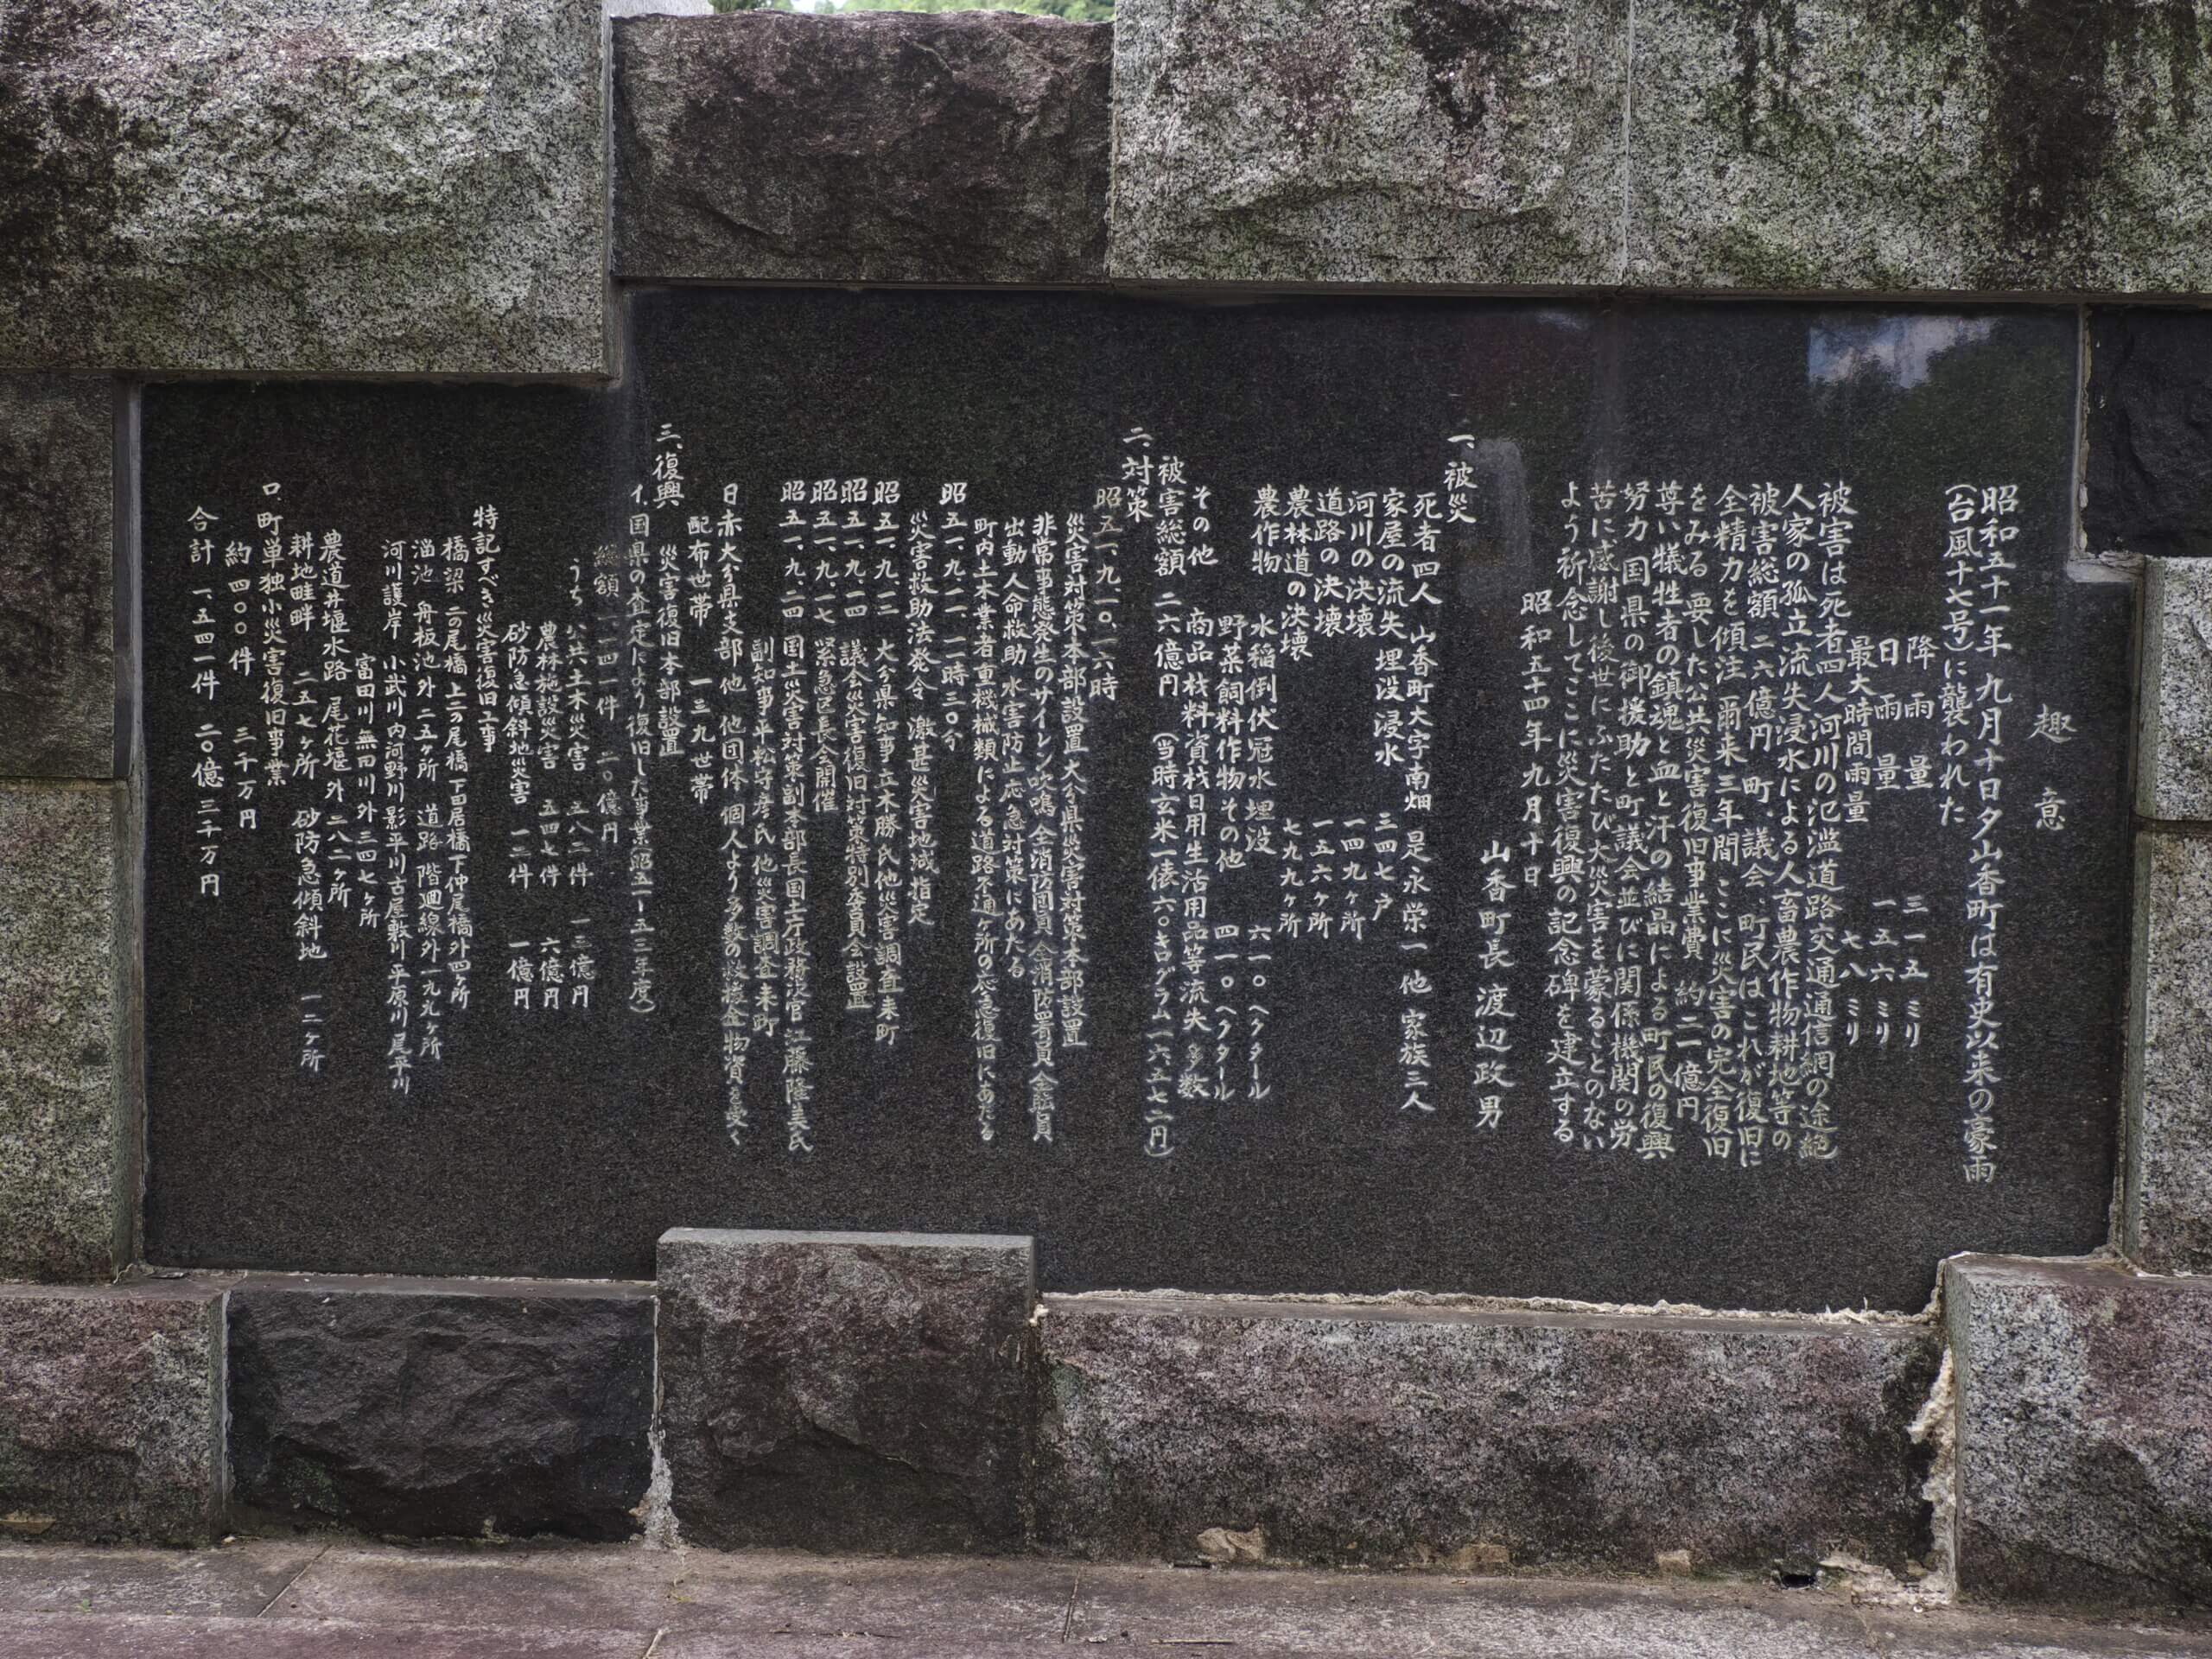 趣意
昭和五十一年九月十日夕山香町は有史以来の豪雨
(台風十七号)に襲われた
降雨量 三一五ミリ
日雨量 一五六ミリ
最大時間雨量 七八ミリ
被害は死者四人 河川の氾濫道路交通通信網の途絶
人家の孤立流失浸水による人畜農作物耕地等の
被害総額二六億円 町、議会、町民はこれが復旧に
全精力を傾注 爾来三年間ここに災害の完全復旧
をみる 要した公共災害復旧事業費 約二一億円
尊い犠牲者の鎮魂と血と汗の結晶による町民の復興
努力 国県の御援助と町議会並びに関係機関の労
苦に感謝し後世にふたたび大災害を蒙ることのない
よう祈念してここに災害復興の記念碑を建立する
昭和五十四年九月十日
山香町長 渡辺政男
一、被災
死者四人 山香町大字南畑 是永栄一 他 家族三人
家屋の流失 埋没 浸水 三四七戸
河川の決壊 一四九ヶ所
道路の決壊 一五六ヶ所
農林道の決壊 七九九ヶ所
農作物 水稲倒伏冠水埋没 六一〇ヘクタール
野菜飼料作物その他 四一〇ヘクタール
その他 商品材料資材日用生活用品等流失多数
被害総額 二六億円 (当時玄米一俵六〇キログラム一六五七二円)
二、対策
昭五一、九一〇、一六時
災害対策本部設置 大分県災害対策本部設置
非常事態発生のサイレン吹鳴 全消防団員 全消防署員 全職員
出動人命救助 水害防止応急対策にあたる
町内土木業者重機械類による道路不通ヶ所の応急復旧にあたる
昭五一、九一一、一一時三〇分
災害救助法発令 激甚災害地域指定
昭五一、九、一三 大分県知事立木勝氏他災害調査来町
昭五一、九、一四 議会災害復旧対策特別委員会設置
昭五一、九、一七 緊急区長会開催
昭五一、九、二四 国土災害対策副本部長国土庁政務次官 江藤隆美氏
副知事平松守彦氏他災害調査来町
日赤大分県支部他 他団体 個人より多数の救援金物資を受く
配布世帯 一三九世帯
三、復興 災害復旧本部設置
イ、国県の査定により復旧した事業(昭五一〜五三年度)
総額一、一四一件 二〇億円
うち 公共土木災害 五八二件 一三億円
農林施設災害 五四七件 六億円
砂防急傾斜地災害 一二件 一億円
特記すべき災害復旧工事
橋梁 二の尾橋 上二の尾橋 下田居橋 下仲尾橋外四ヶ所
溜池 舟板池外二五ヶ所 道路 階廻線外一九九ヶ所
河川護岸 小武川 内河野川 影平川 古屋敷川 平原川 尾平川
富田川 無田川外三四七ヶ所
農道井堰水路 尾花堰外二八二ヶ所
耕地畦畔 二五七ヶ所 砂防急傾斜地 一二ヶ所
ロ、町単独小災害復旧事業
約四〇〇件 三千万円
合計 一、五四一件 二〇億三千万円